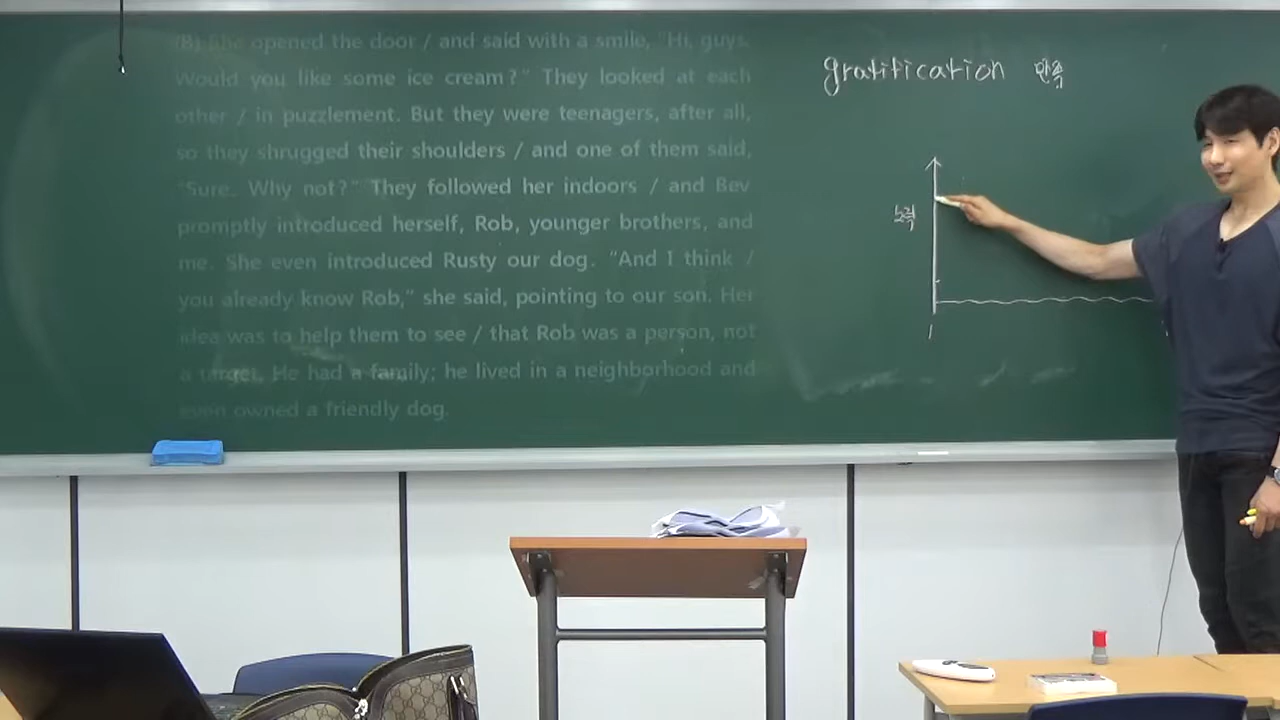 (8) She opened the door / and said with a smile, "Hi, guys.
Would you like some ice cream?" They looked at each
other / in puzzlement. But they were teenagers, after all,
so they shrugged their shoulders / and one of them said,
"Sure. Why not?" They followed her indoors / and Bev
promptly introduced herself, Rob, younger brothers, and
me. She even introduced Rusty our dog. "And I think /
you already know Rob," she said, pointing to our son. Her
idea was to help them to see / that Rob was a person, not
a target. He had a family; he lived in a neighborhood and
even owned a friendly dog.
gratification 만족
노력
1